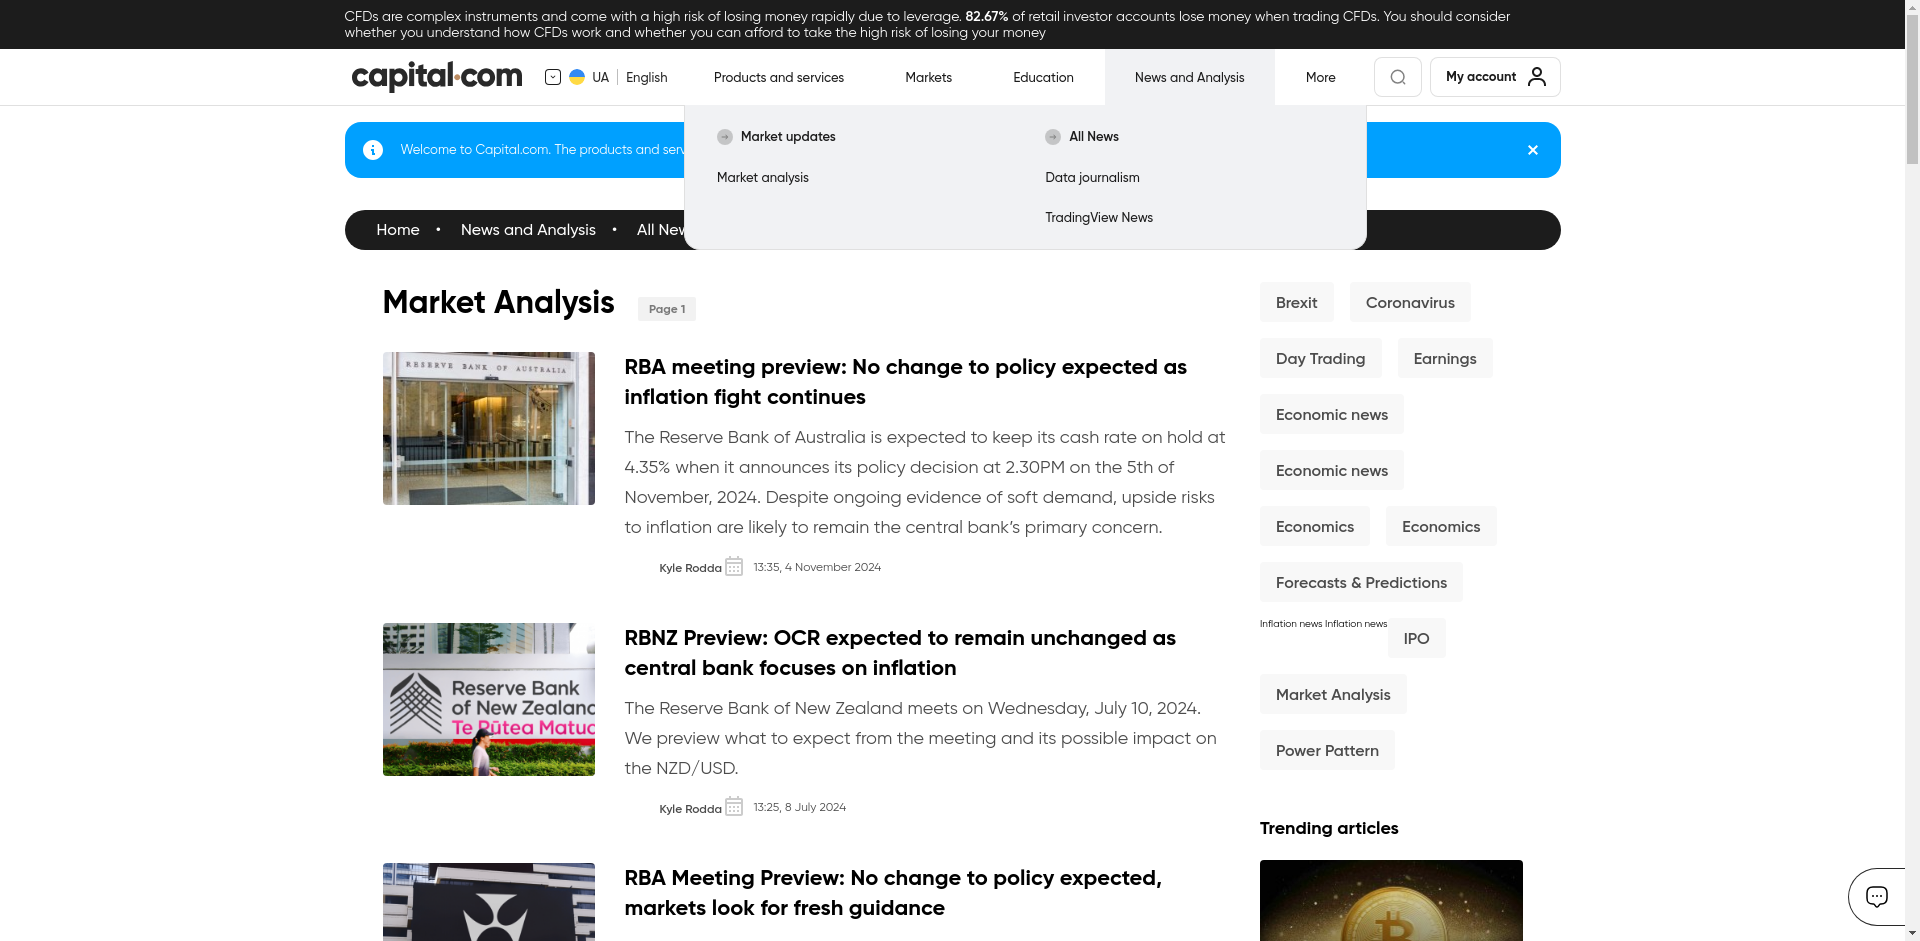 CFDs are complex instruments and come with a high risk of losing money rapidly due to leverage. 82.67% of retail investor accounts lose money when trading CFDs. You should consider
whether you understand how CFDs work and whether you can afford to take the high risk of losing your money
capital.com
UA English
Products and services
Markets
Education
News and Analysis
More
My account
Market updates
All News
Welcome to Capital.com. The products and serv
Market analysis
Data journalism
TradingView News
Home • News and Analysis • All New
Market Analysis
Page 1
RESERVE BANK OF AUSTRALIA
RBA meeting preview: No change to policy expected as
inflation fight continues
The Reserve Bank of Australia is expected to keep its cash rate on hold at
4.35% when it announces its policy decision at 2.30PM on the 5th of
November, 2024. Despite ongoing evidence of soft demand, upside risks
to inflation are likely to remain the central bank’s primary concern.
Kyle Rodda 13:35, 4 November 2024
Reserve Bank
of New Zealand
Te Pūtea Matua
RBNZ Preview: OCR expected to remain unchanged as
central bank focuses on inflation
The Reserve Bank of New Zealand meets on Wednesday, July 10, 2024.
We preview what to expect from the meeting and its possible impact on
the NZD/USD.
Kyle Rodda 13:25, 8 July 2024
RBA Meeting Preview: No change to policy expected,
markets look for fresh guidance
Brexit Coronavirus
Day Trading Earnings
Economic news
Economic news
Economics Economics
Forecasts & Predictions
Inflation news Inflation news IPO
Market Analysis
Power Pattern
Trending articles